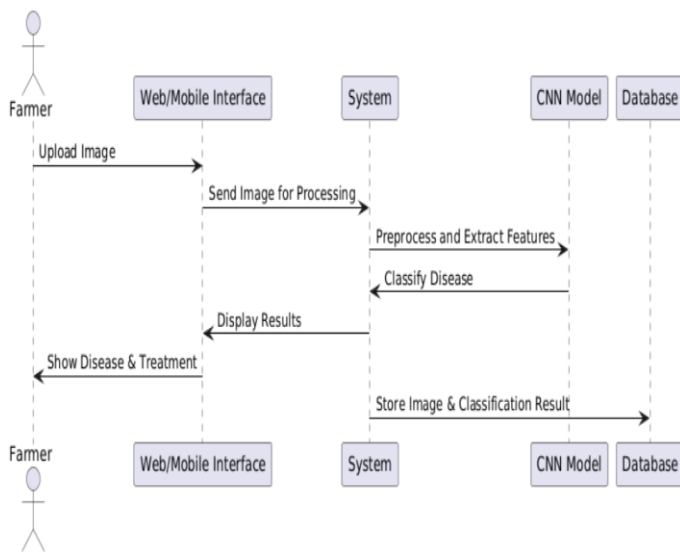 Farmer
Web/Mobile Interface
System
CNN Model
Database
Upload Image
Send Image for Processing
Preprocess and Extract Features
Classify Disease
Display Results
Show Disease & Treatment
Store Image & Classification Result
Farmer
Web/Mobile Interface
System
CNN Model
Database